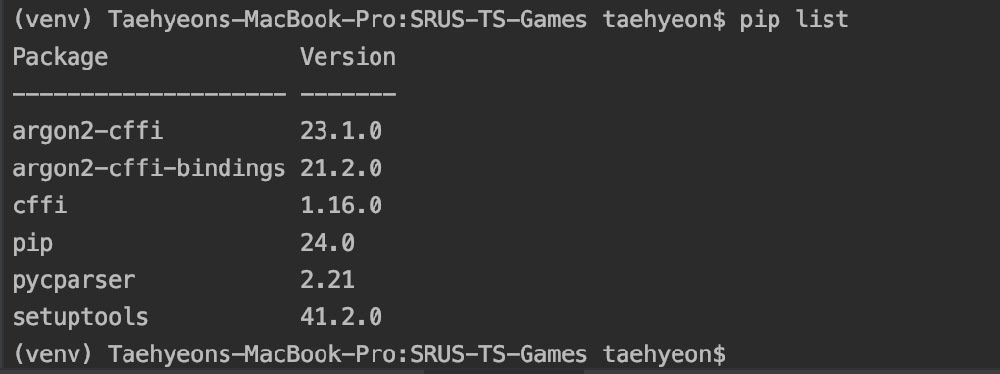 (venv) Taehyeons-MacBook-Pro:SRUS-TS-Games taehyeon$ pip list
Package              Version
-------------------- -------
argon2-cffi          23.1.0
argon2-cffi-bindings 21.2.0
cffi                 1.16.0
pip                  24.0
pycparser            2.21
setuptools           41.2.0
(venv) Taehyeons-MacBook-Pro:SRUS-TS-Games taehyeon$